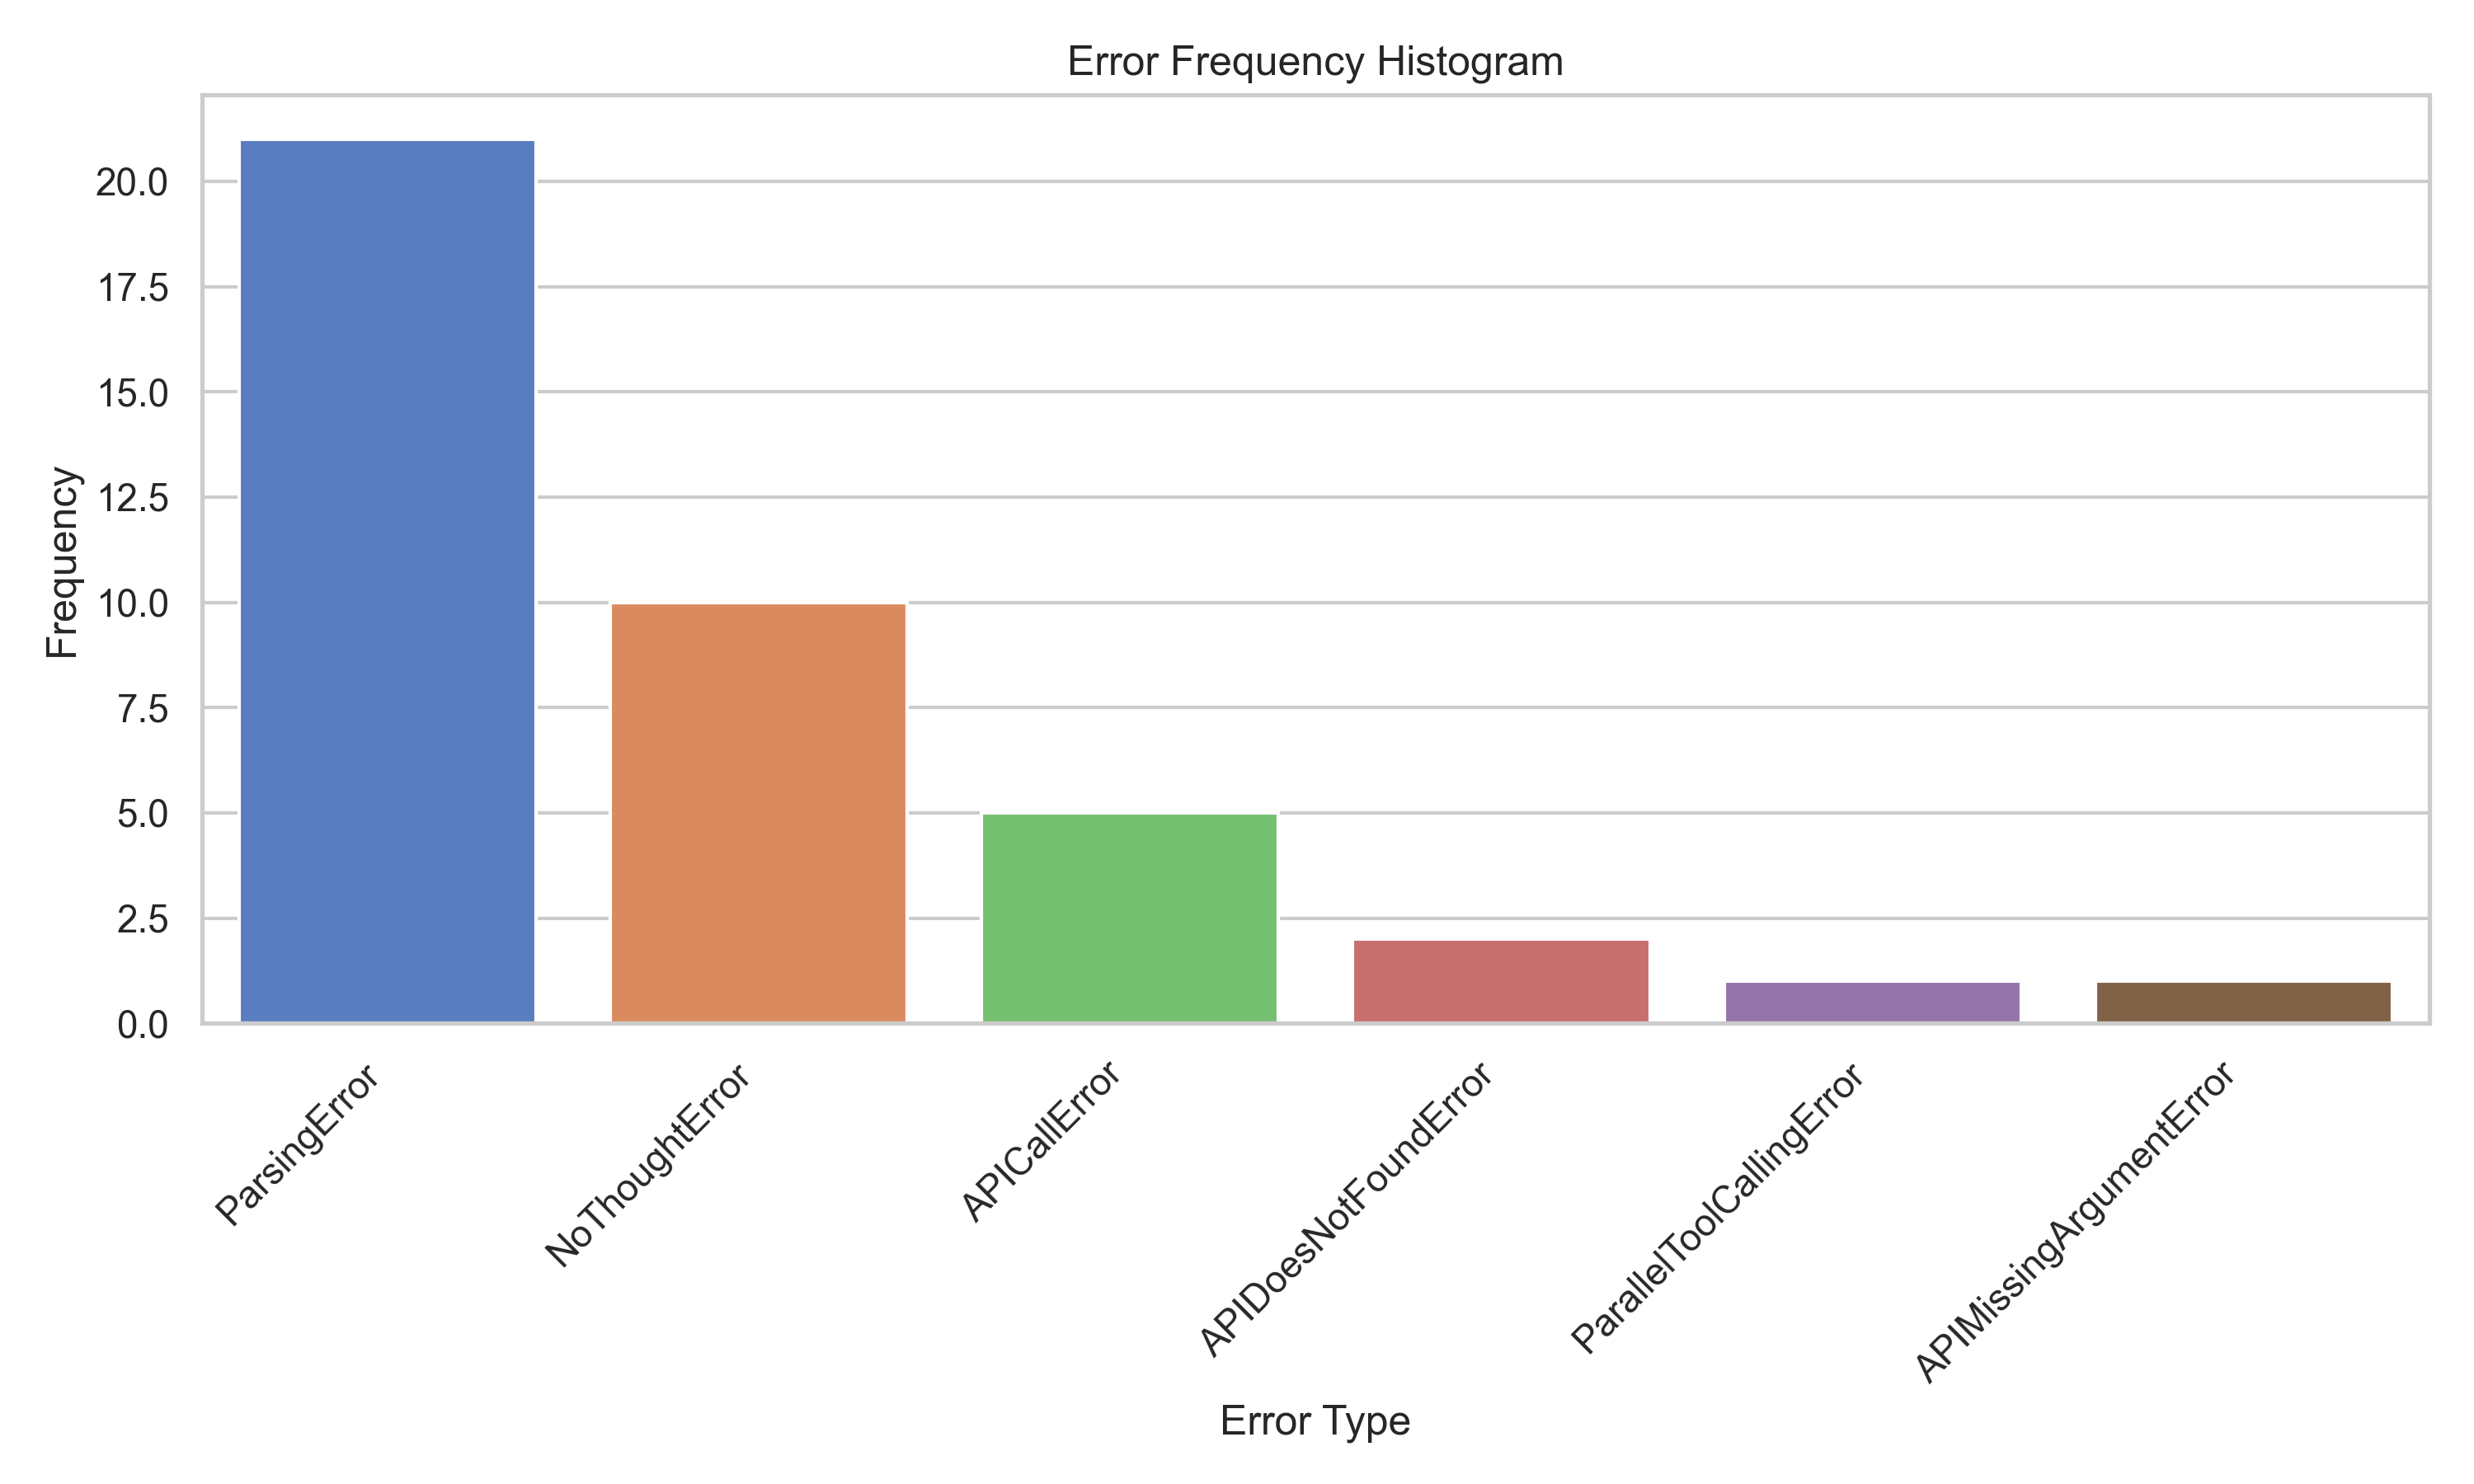 Error Frequency Histogram
Frequency
20.0
17.5
15.0
12.5
10.0
7.5
5.0
2.5
0.0
ParsingError
NoThoughtError
APICallError
APIDoesNotFoundError
ParallelToolCallingError
APIMissingArgumentError
Error Type